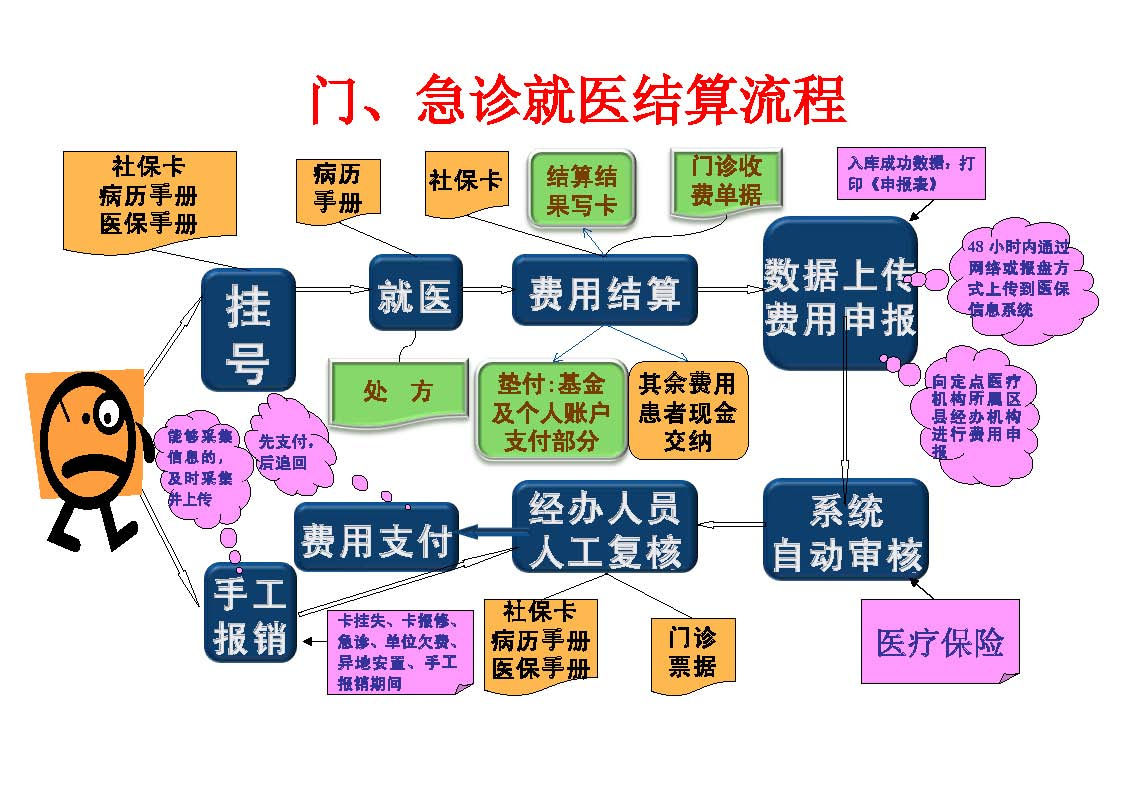 门、急诊就医结算流程
社保卡
病历手册
医保手册
病历
手册
社保卡
结算结
果写卡
门诊收
费单据
入库成功数据：打
印《申报表》
挂
号
就医
费用结算
数据上传
费用申报
48 小时内通过
网络或报盘方
式上传到医保
信息系统
处 方
垫付:基金
及个人账户
支付部分
其余费用
患者现金
交纳
向定点医疗
机构所属区
县经办机构
进行费用申
报
能够采集
信息的，
及时采集
并上传
先支付，
后追回
费用支付
经办人员
人工复核
系统
自动审核
手工
报销
卡挂失、卡报修、
急诊、单位欠费、
异地安置、手工
报销期间
社保卡
病历手册
医保手册
门诊
票据
医疗保险